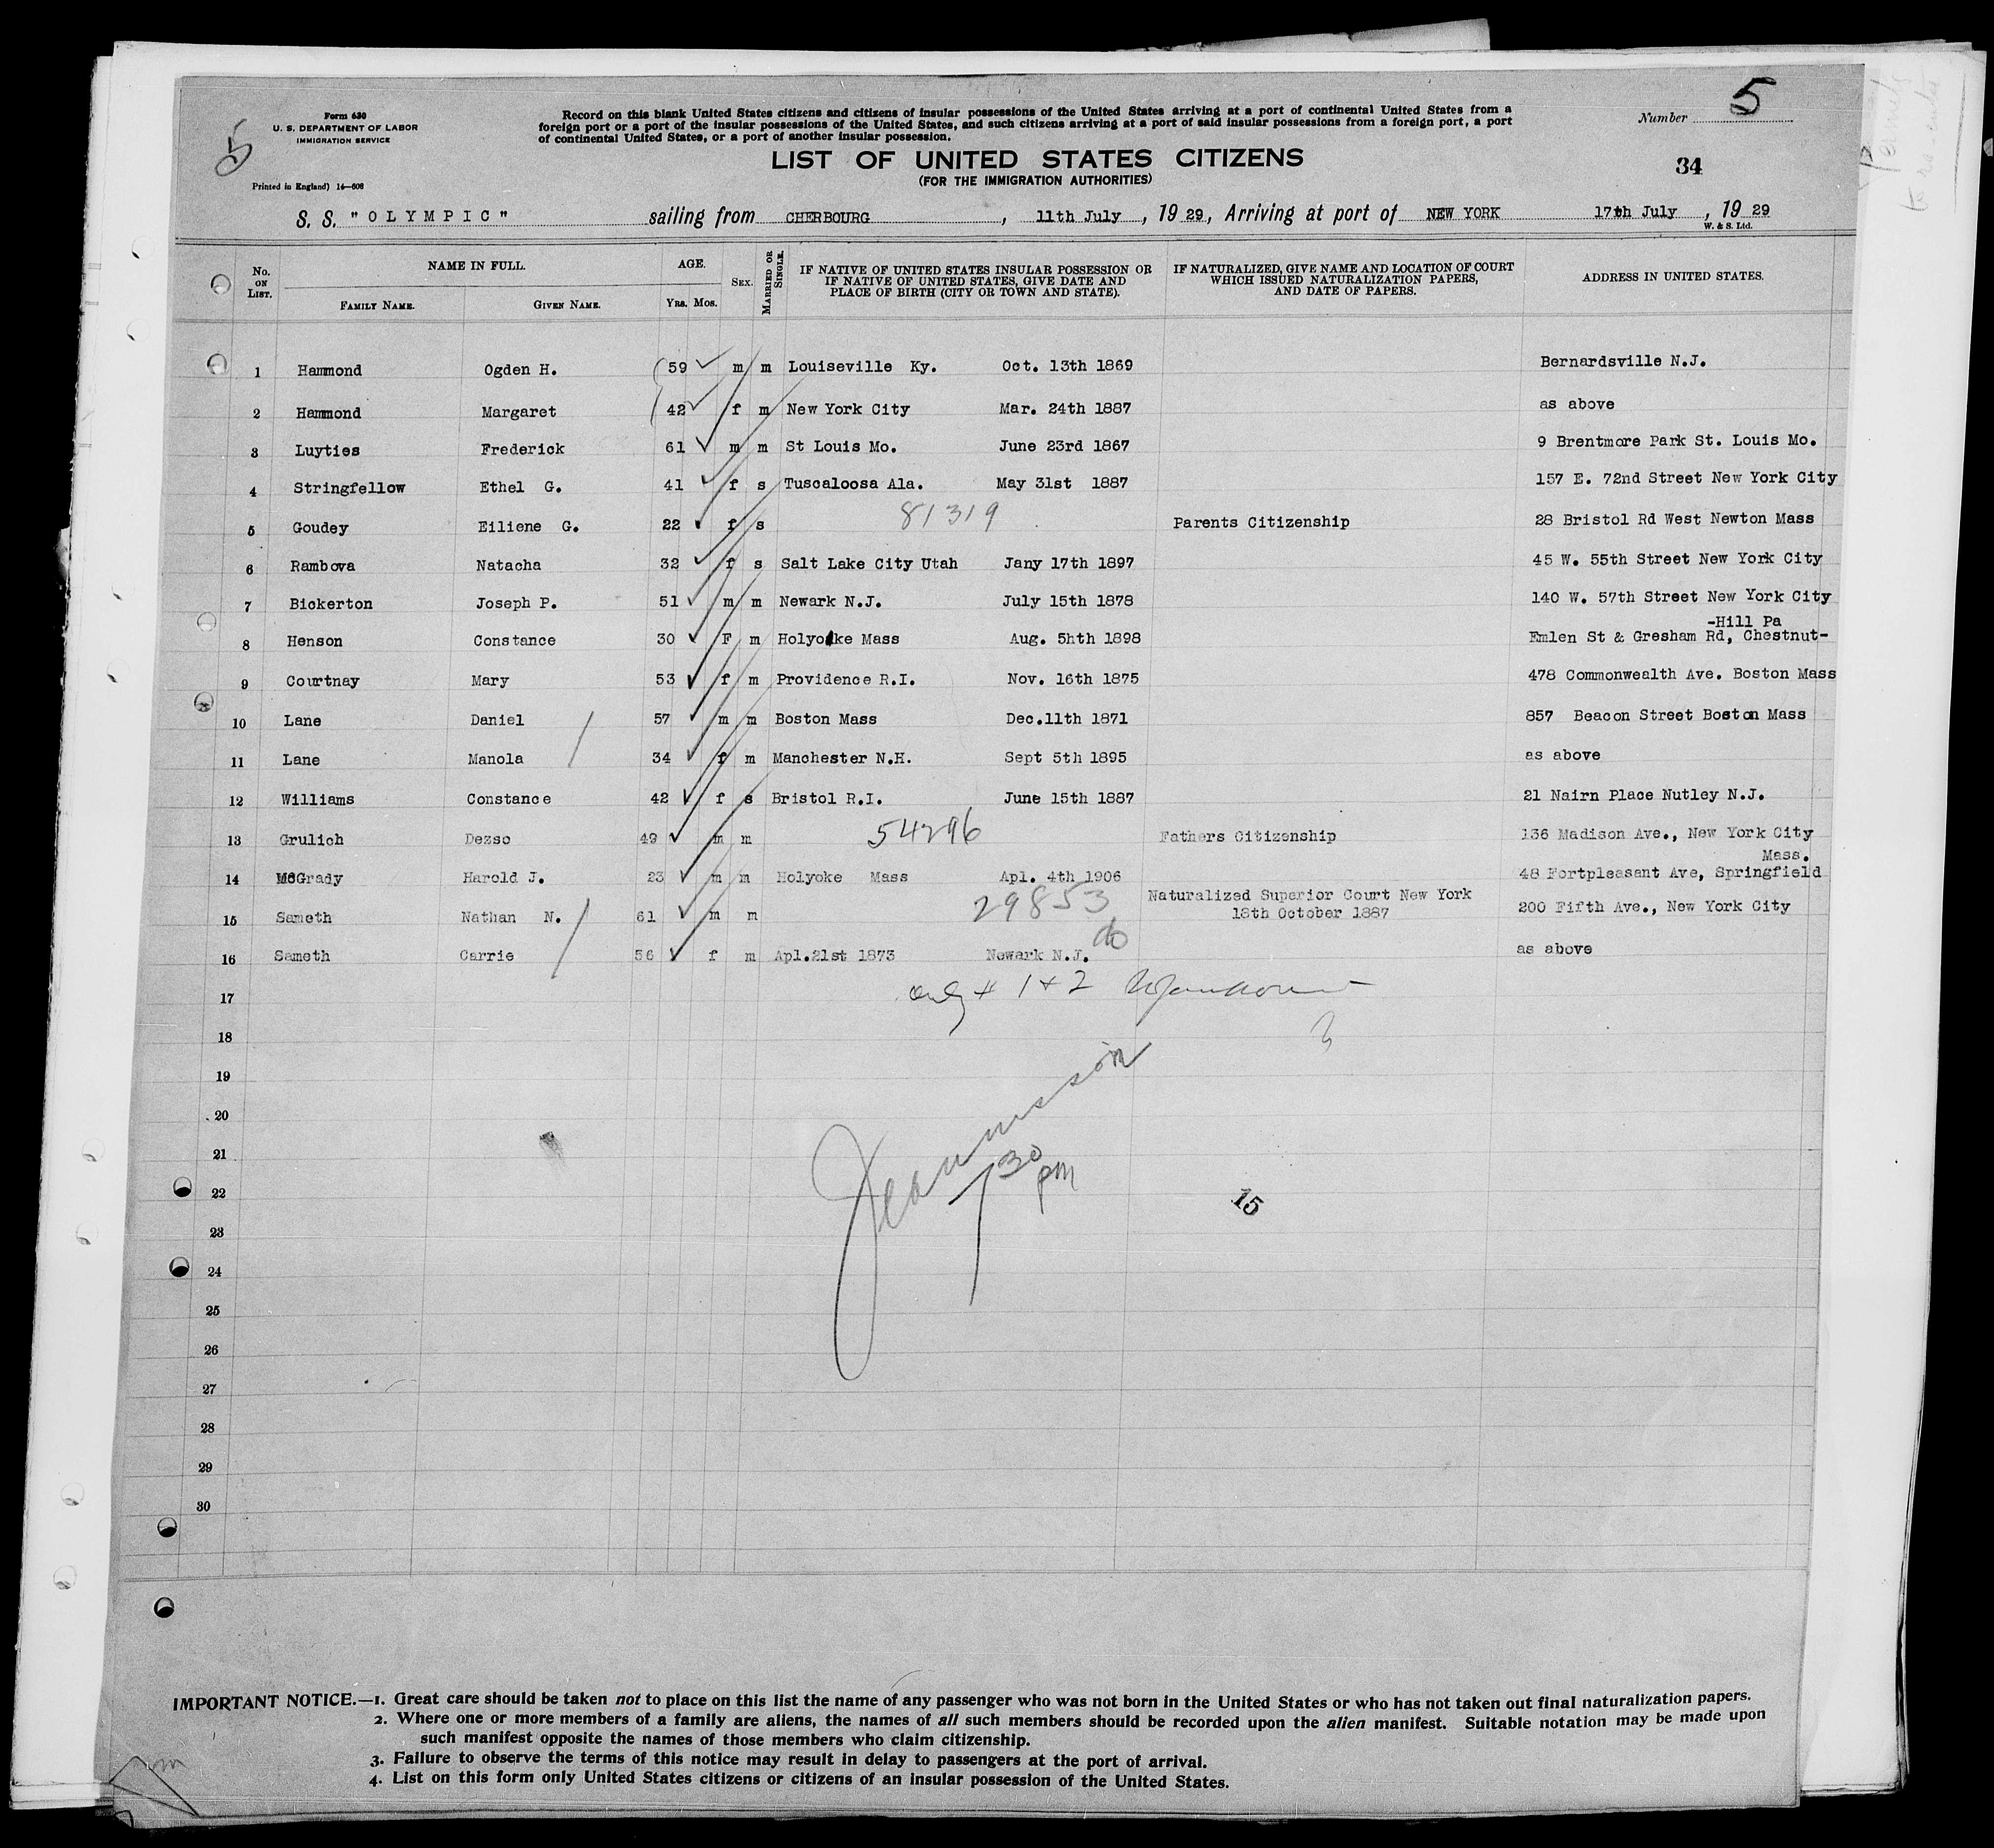 5
Form 630
U. S. DEPARTMENT OF LABOR
IMMIGRATION SERVICE
Printed in England) 14—608
Record on this blank United States citizens and citizens of insular possessions of the United States arriving at a port of continental United States from a
foreign port or a port of the insular possessions of the United States, and such citizens arriving at a port of said insular possessions from a foreign port, a port
of continental United States, or a port of another insular possession.
Number 5
LIST OF UNITED STATES CITIZENS
(FOR THE IMMIGRATION AUTHORITIES)
34
S. S. "OLYMPIC" sailing from CHERBOURG, 11th July, 1929, Arriving at port of NEW YORK 17th July, 1929
W. & S. Ltd.
No. ON LIST. NAME IN FULL. FAMILY NAME. GIVEN NAME. AGE. YRS. MOS. SEX. MARRIED OR SINGLE. IF NATIVE OF UNITED STATES INSULAR POSSESSION OR IF NATIVE OF UNITED STATES, GIVE DATE AND PLACE OF BIRTH (CITY OR TOWN AND STATE). IF NATURALIZED, GIVE NAME AND LOCATION OF COURT WHICH ISSUED NATURALIZATION PAPERS, AND DATE OF PAPERS. ADDRESS IN UNITED STATES.
1 Hammond Ogden H. 59 m m Louiseville Ky. Oct. 13th 1869 Bernardsville N.J.
2 Hammond Margaret 42 f m New York City Mar. 24th 1887 as above
3 Luyties Frederick 61 m m St Louis Mo. June 23rd 1867 9 Brentmore Park St. Louis Mo.
4 Stringfellow Ethel G. 41 f s Tuscaloosa Ala. May 31st 1887 157 E. 72nd Street New York City
5 Goudey Eiliene G. 22 f s 81319 Parents Citizenship 28 Bristol Rd West Newton Mass
6 Rambova Natacha 32 f s Salt Lake City Utah Jany 17th 1897 45 W. 55th Street New York City
7 Bickerton Joseph P. 51 m m Newark N.J. July 15th 1878 140 W. 57th Street New York City
-Hill Pa
8 Henson Constance 30 F m Holyoke Mass Aug. 5hth 1898 Emlen St & Gresham Rd, Chestnut-
9 Courtnay Mary 53 f m Providence R.I. Nov. 16th 1875 478 Commonwealth Ave. Boston Mass
10 Lane Daniel 57 m m Boston Mass Dec.11th 1871 857 Beacon Street Boston Mass
11 Lane Manola 34 f m Manchester N.H. Sept 5th 1895 as above
12 Williams Constance 42 f s Bristol R.I. June 15th 1887 21 Nairn Place Nutley N.J.
13 Grulich Dezso 49 m m 54296 Fathers Citizenship 136 Madison Ave., New York City
Mass.
14 McGrady Harold J. 23 m m Holyoke Mass Apl. 4th 1906 48 Fortpleasant Ave, Springfield
15 Sameth Nathan N. 61 m m 29853 Naturalized Superior Court New York 18th October 1887 200 Fifth Ave., New York City
16 Sameth Carrie 56 f m Apl.21st 1873 Newark N.J. do as above
17 only # 1 + 2
18
19
20
21
7 30 pm
22
15
23
24
25
26
27
28
29
30
IMPORTANT NOTICE.—1. Great care should be taken not to place on this list the name of any passenger who was not born in the United States or who has not taken out final naturalization papers.
2. Where one or more members of a family are aliens, the names of all such members should be recorded upon the alien manifest. Suitable notation may be made upon
such manifest opposite the names of those members who claim citizenship.
3. Failure to observe the terms of this notice may result in delay to passengers at the port of arrival.
4. List on this form only United States citizens or citizens of an insular possession of the United States.